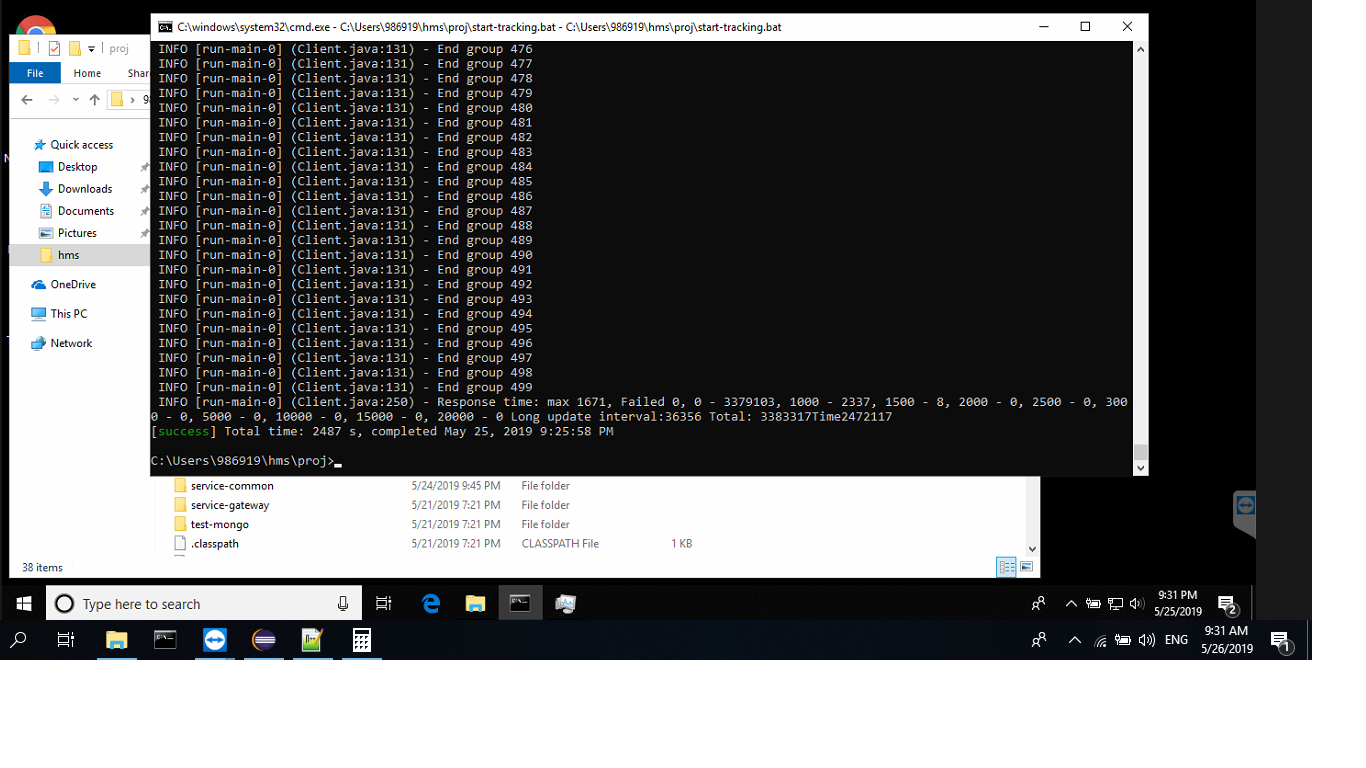 C:\windows\system32\cmd.exe - C:\Users\986919\hms\proj\start-tracking.bat - C:\Users\986919\hms\proj\start-tracking.bat
proj
File Home Shar
Quick access
Desktop
Downloads
Documents
Pictures
hms
OneDrive
This PC
Network
INFO [run-main-0] (Client.java:131) - End group 476
INFO [run-main-0] (Client.java:131) - End group 477
INFO [run-main-0] (Client.java:131) - End group 478
INFO [run-main-0] (Client.java:131) - End group 479
INFO [run-main-0] (Client.java:131) - End group 480
INFO [run-main-0] (Client.java:131) - End group 481
INFO [run-main-0] (Client.java:131) - End group 482
INFO [run-main-0] (Client.java:131) - End group 483
INFO [run-main-0] (Client.java:131) - End group 484
INFO [run-main-0] (Client.java:131) - End group 485
INFO [run-main-0] (Client.java:131) - End group 486
INFO [run-main-0] (Client.java:131) - End group 487
INFO [run-main-0] (Client.java:131) - End group 488
INFO [run-main-0] (Client.java:131) - End group 489
INFO [run-main-0] (Client.java:131) - End group 490
INFO [run-main-0] (Client.java:131) - End group 491
INFO [run-main-0] (Client.java:131) - End group 492
INFO [run-main-0] (Client.java:131) - End group 493
INFO [run-main-0] (Client.java:131) - End group 494
INFO [run-main-0] (Client.java:131) - End group 495
INFO [run-main-0] (Client.java:131) - End group 496
INFO [run-main-0] (Client.java:131) - End group 497
INFO [run-main-0] (Client.java:131) - End group 498
INFO [run-main-0] (Client.java:131) - End group 499
INFO [run-main-0] (Client.java:250) - Response time: max 1671, Failed 0, 0 - 3379103, 1000 - 2337, 1500 - 8, 2000 - 0, 2500 - 0, 300
0 - 0, 5000 - 0, 10000 - 0, 15000 - 0, 20000 - 0 Long update interval:36356 Total: 3383317Time2472117
[success] Total time: 2487 s, completed May 25, 2019 9:25:58 PM
C:\Users\986919\hms\proj>
service-common 5/24/2019 9:45 PM File folder
service-gateway 5/21/2019 7:21 PM File folder
test-mongo 5/21/2019 7:21 PM File folder
.classpath 5/21/2019 7:21 PM CLASSPATH File 1 KB
38 items
Type here to search
9:31 PM
5/25/2019
2
ENG
9:31 AM
5/26/2019
1